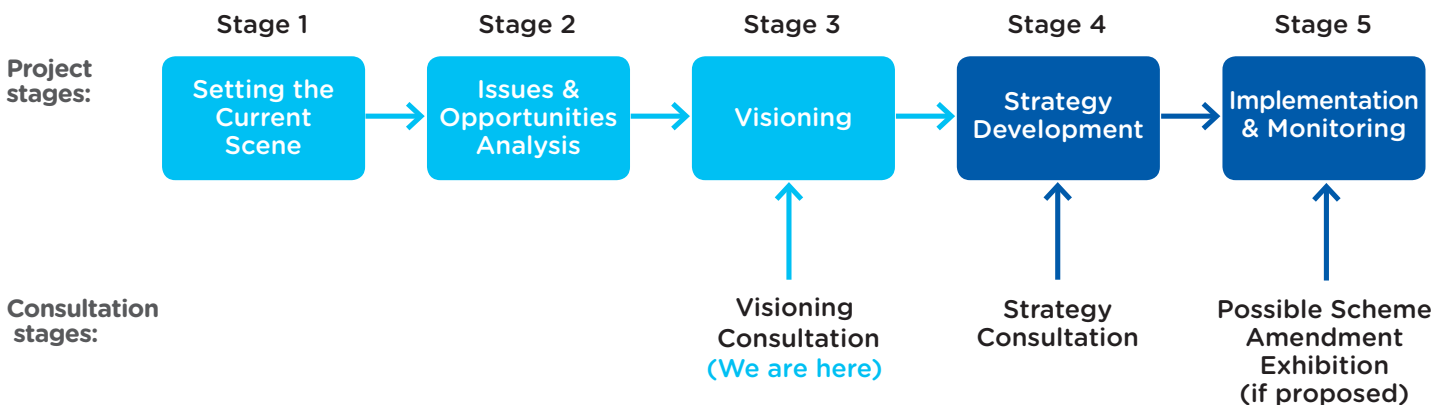 Stage 1
Stage 2
Stage 3
Stage 4
Stage 5
Project
stages:
Setting the
Current
Scene
Issues &
Opportunities
Analysis
Visioning
Strategy
Development
Implementation
& Monitoring
Consultation
stages:
Visioning
Consultation
(We are here)
Strategy
Consultation
Possible Scheme
Amendment
Exhibition
(if proposed)